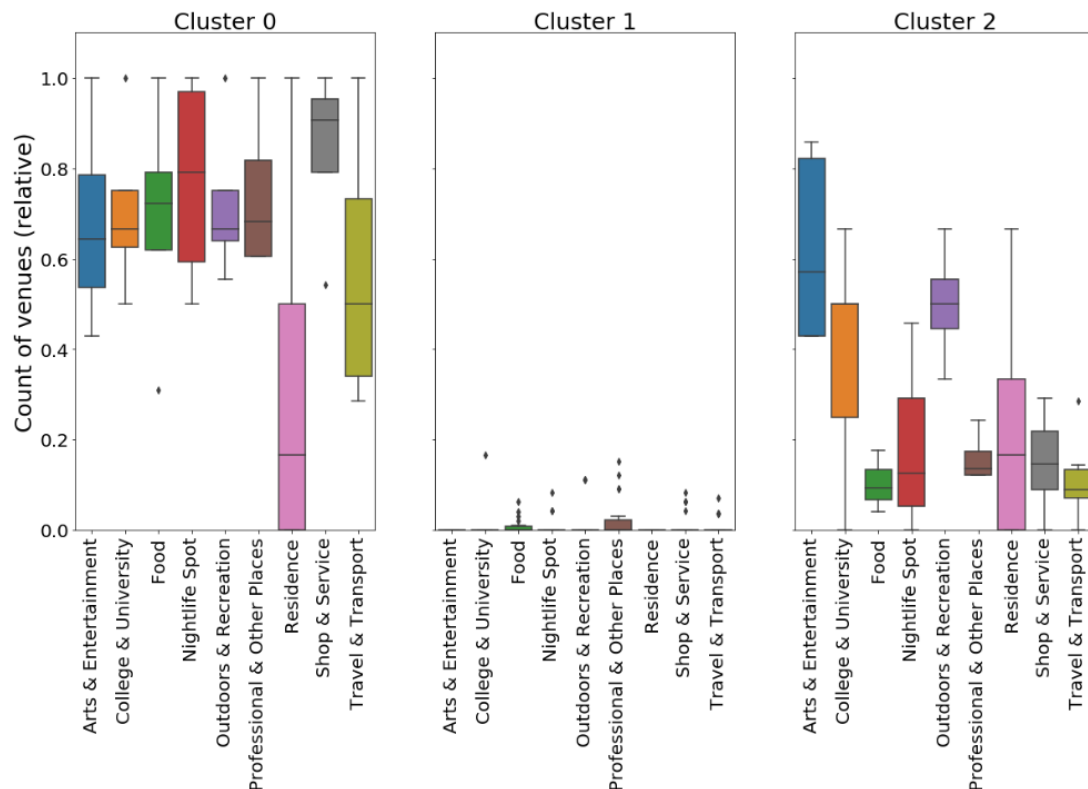 Cluster 0
Cluster 1
Cluster 2
Count of venues (relative)
1.0
0.8
0.6
0.4
0.2
0.0
Arts & Entertainment
College & University
Food
Nightlife Spot
Outdoors & Recreation
Professional & Other Places
Residence
Shop & Service
Travel & Transport
Arts & Entertainment
College & University
Food
Nightlife Spot
Outdoors & Recreation
Professional & Other Places
Residence
Shop & Service
Travel & Transport
Arts & Entertainment
College & University
Food
Nightlife Spot
Outdoors & Recreation
Professional & Other Places
Residence
Shop & Service
Travel & Transport